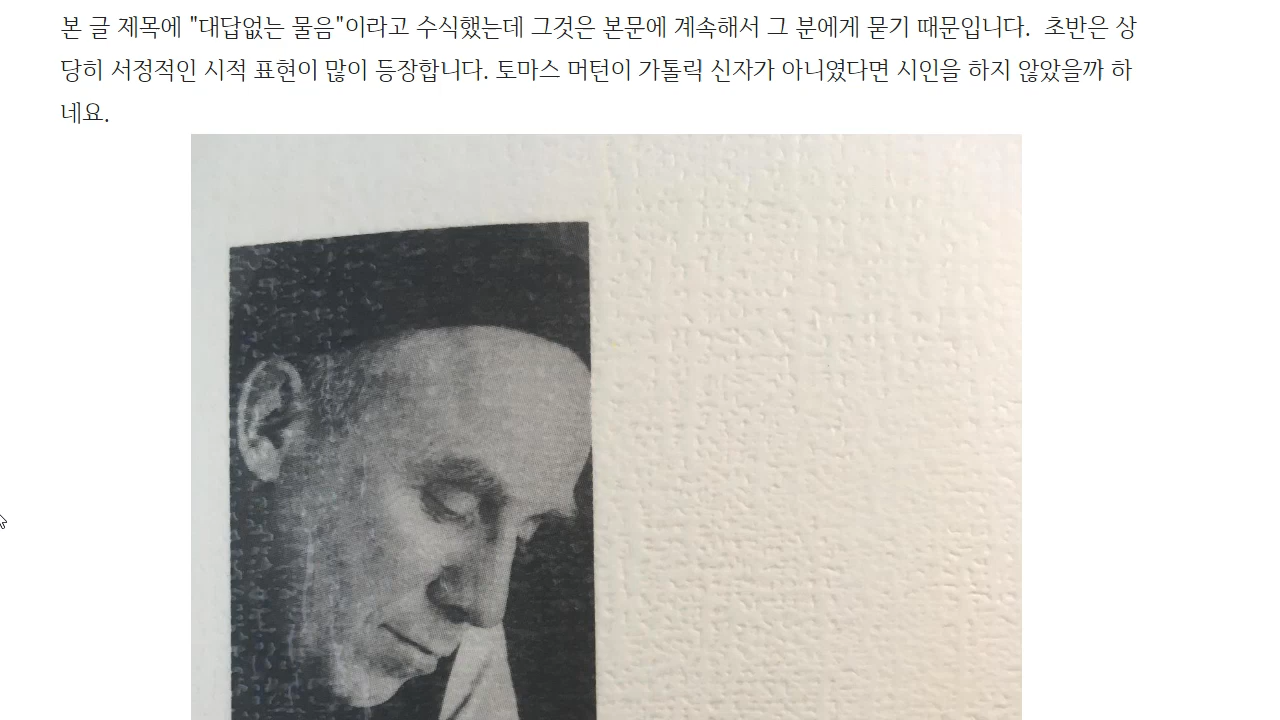 본 글 제목에 "대답없는 물음"이라고 수식했는데 그것은 본문에 계속해서 그 분에게 묻기 때문입니다. 초반은 상
당히 서정적인 시적 표현이 많이 등장합니다. 토마스 머턴이 가톨릭 신자가 아니였다면 시인을 하지 않았을까 하
네요.